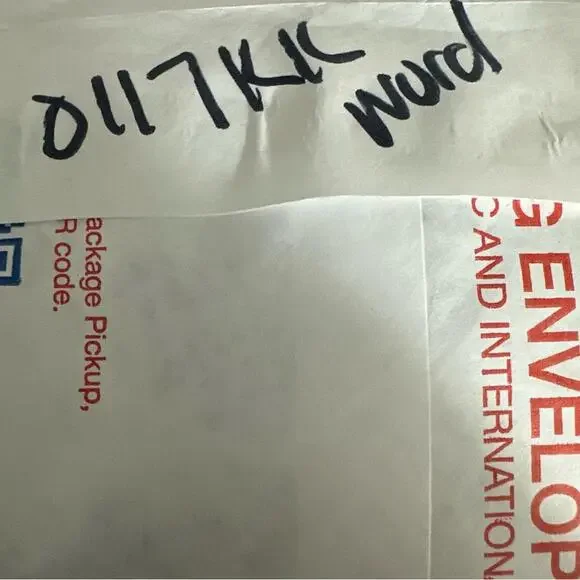 0117KK
word
ackage Pickup,
R code.
G ENVELOP
C AND INTERNATION